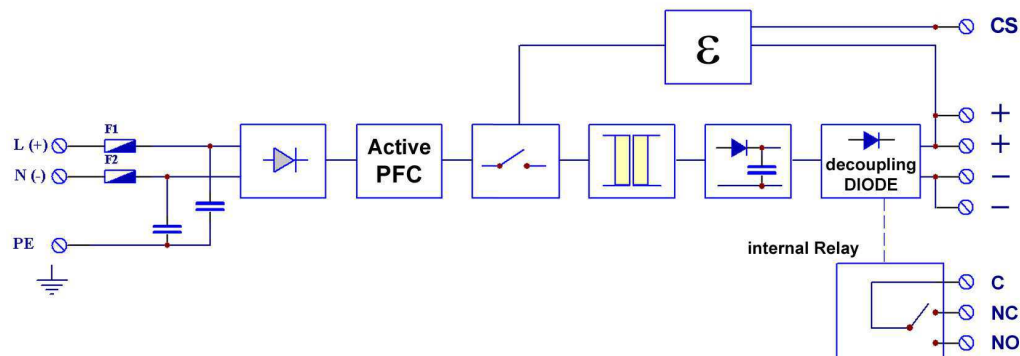 CS
ε
F1
L (+)
F2
N (-)
PE
Active
PFC
decoupling
DIODE
+
+
−
−
internal Relay
C
NC
NO